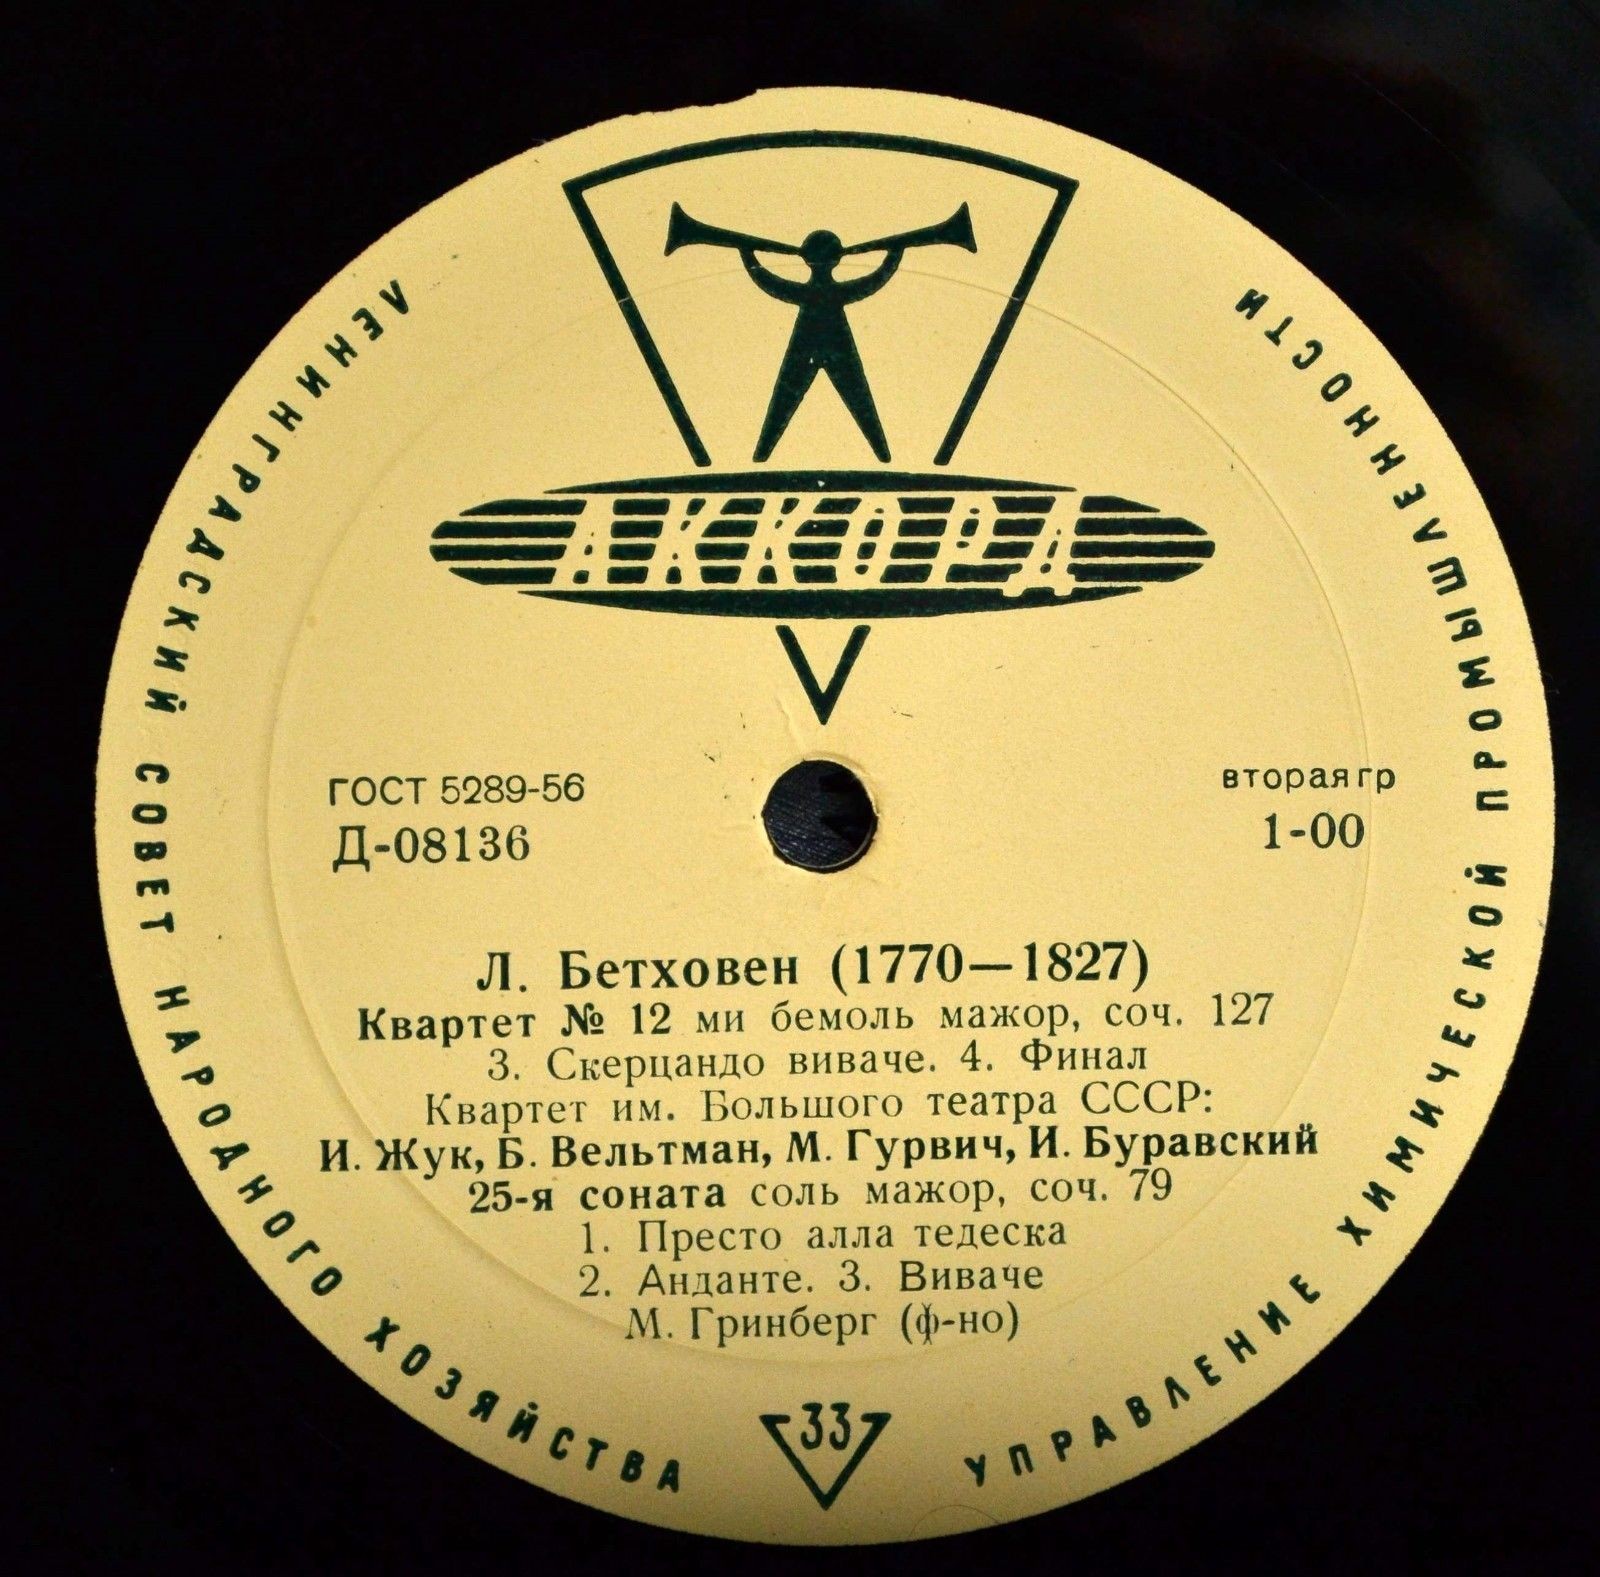 ЛЕНИНГРАДСКИЙ СОВЕТ НАРОДНОГО ХОЗЯЙСТВА
УПРАВЛЕНИЕ ХИМИЧЕСКОЙ ПРОМЫШЛЕННОСТИ
АККОРД
ГОСТ 5289-56
Д-08136
вторая гр
1-00
Л. Бетховен (1770—1827)
Квартет № 12 ми бемоль мажор, соч. 127
3. Скерцандо виваче. 4. Финал
Квартет им. Большого театра СССР:
И. Жук, Б. Вельтман, М. Гурвич, И. Буравский
25-я соната соль мажор, соч. 79
1. Престо алла тедеска
2. Анданте. 3. Виваче
М. Гринберг (ф-но)
33